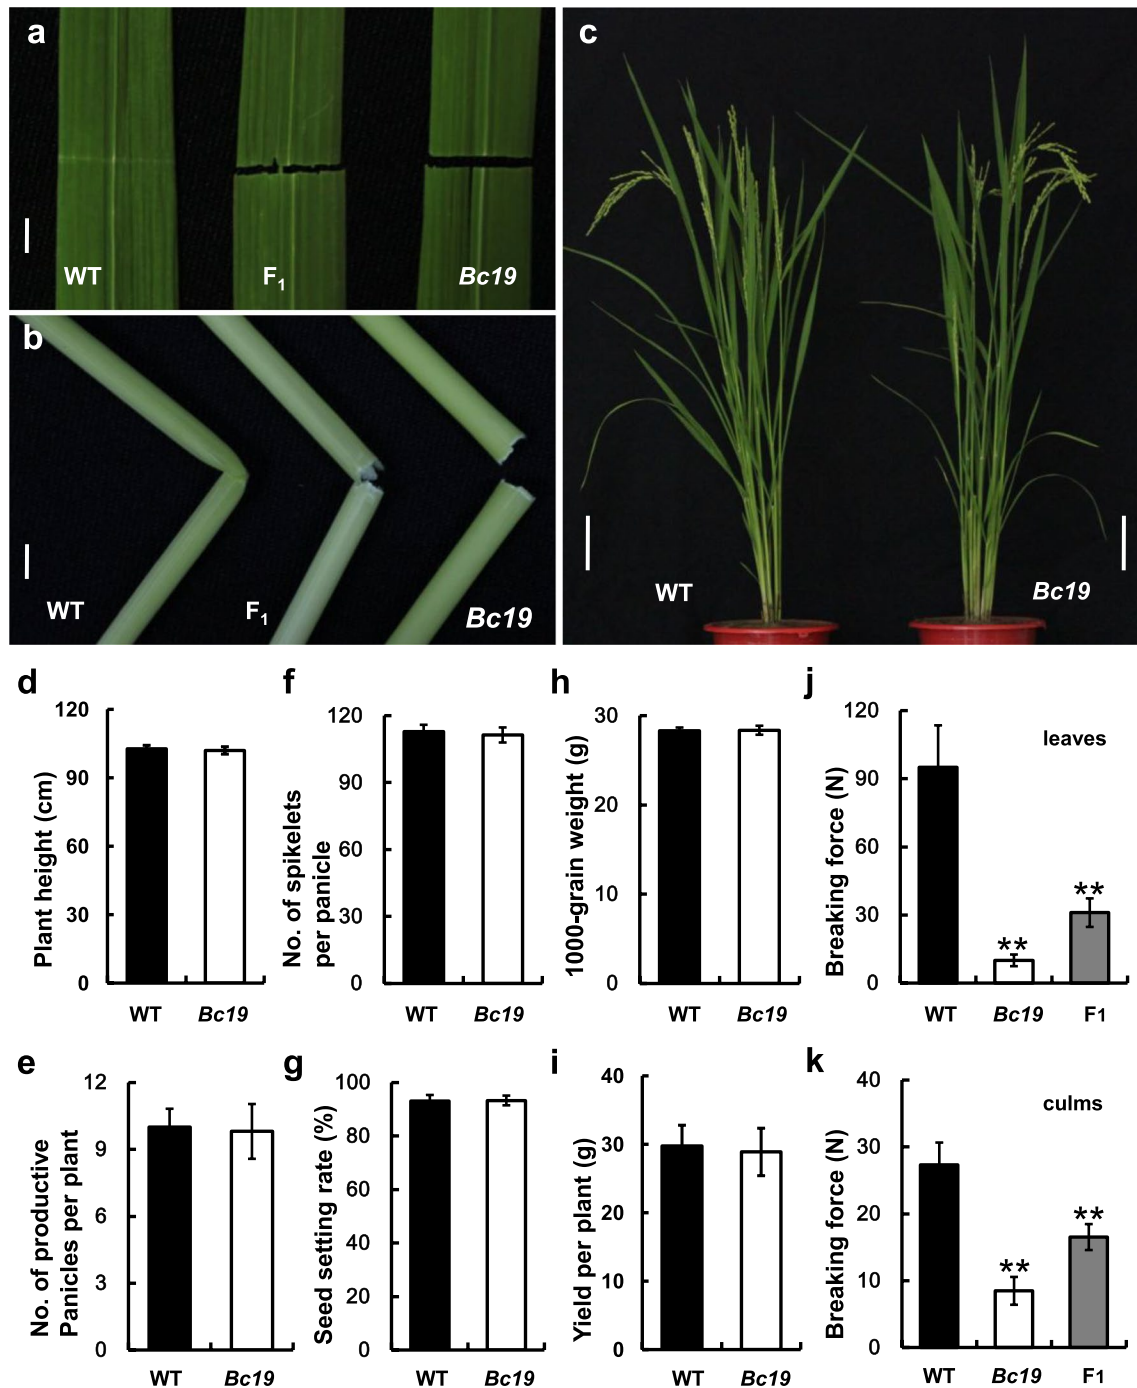 a
WT
F1
Bc19
b
WT
F1
Bc19
c
WT
Bc19
d
120
90
60
30
0
Plant height (cm)
WT
Bc19
f
120
90
60
30
0
No. of spikelets
per panicle
WT
Bc19
h
30
20
10
0
1000-grain weight (g)
WT
Bc19
j
leaves
120
90
60
30
0
Breaking force (N)
**
**
WT
Bc19
F1
e
12
9
6
3
0
No. of productive
Panicles per plant
WT
Bc19
g
100
80
60
40
20
0
Seed setting rate (%)
WT
Bc19
i
40
30
20
10
0
Yield per plant (g)
WT
Bc19
k
culms
40
30
20
10
0
Breaking force (N)
**
**
WT
Bc19
F1